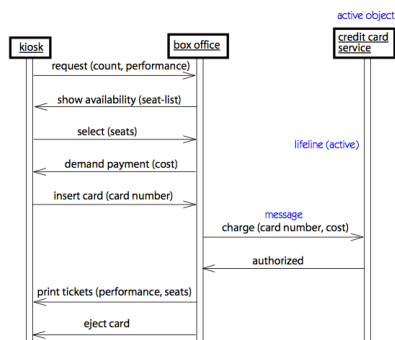 active object
kiosk
box office
credit card
service
request (count, performance)
show availability (seat-list)
select (seats)
lifeline (active)
demand payment (cost)
insert card (card number)
message
charge (card number, cost)
authorized
print tickets (performance, seats)
eject card